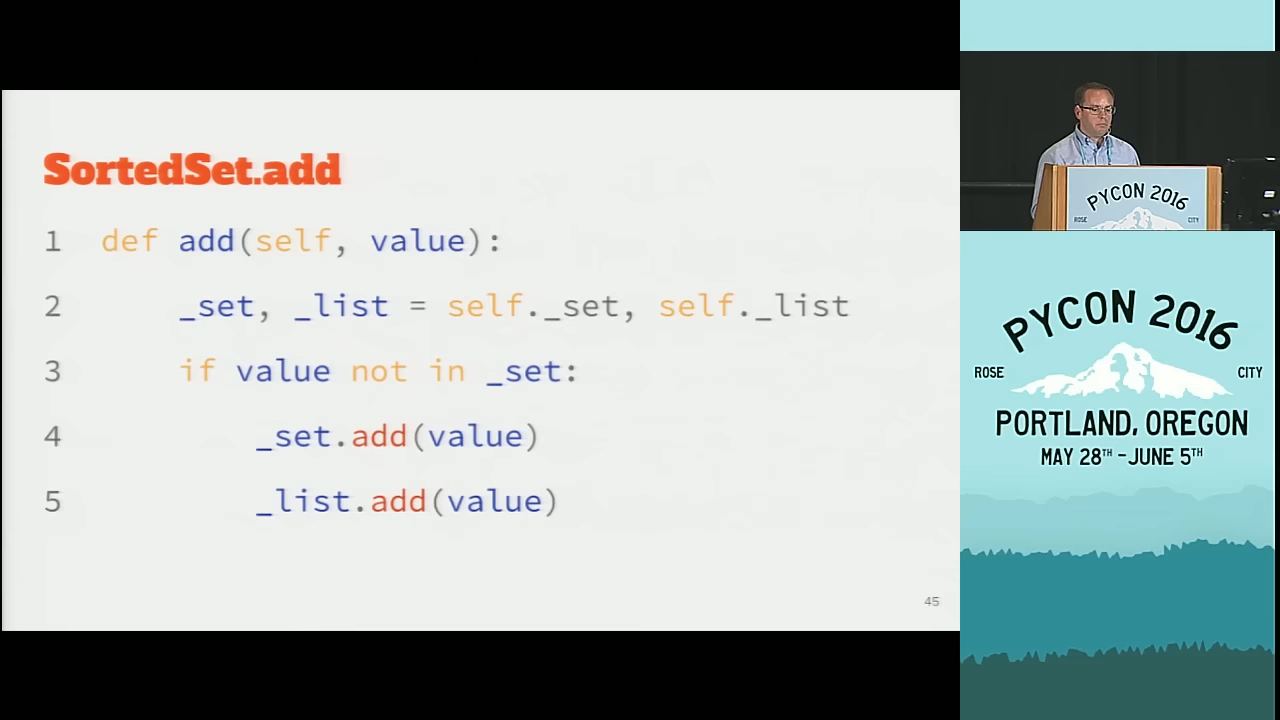 SortedSet.add
1 def add(self, value):
2 _set, _list = self._set, self._list
3 if value not in _set:
4 _set.add(value)
5 _list.add(value)
45
PYCON 2016
ROSE CITY
PYCON 2016
ROSE CITY
PORTLAND, OREGON
MAY 28TH - JUNE 5TH